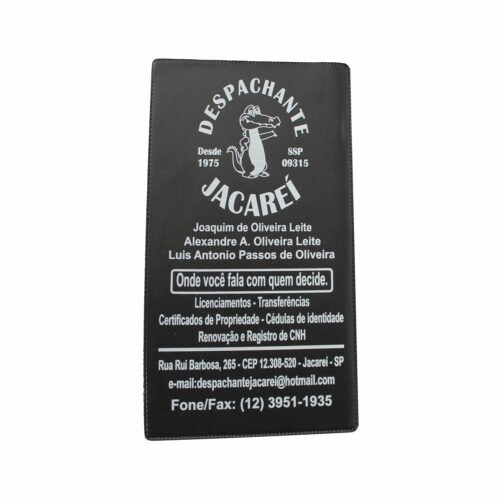 DESPACHANTE
Desde 1975
SSP 09315
JACAREÍ
Joaquim de Oliveira Leite
Alexandre A. Oliveira Leite
Luis Antonio Passos de Oliveira
Onde você fala com quem decide.
Licenciamentos - Transferências
Certificados de Propriedade - Cédulas de identidade
Renovação e Registro de CNH
Rua Rui Barbosa, 265 - CEP 12.308-520 - Jacareí - SP
e-mail:despachantejacarei@hotmail.com
Fone/Fax: (12) 3951-1935